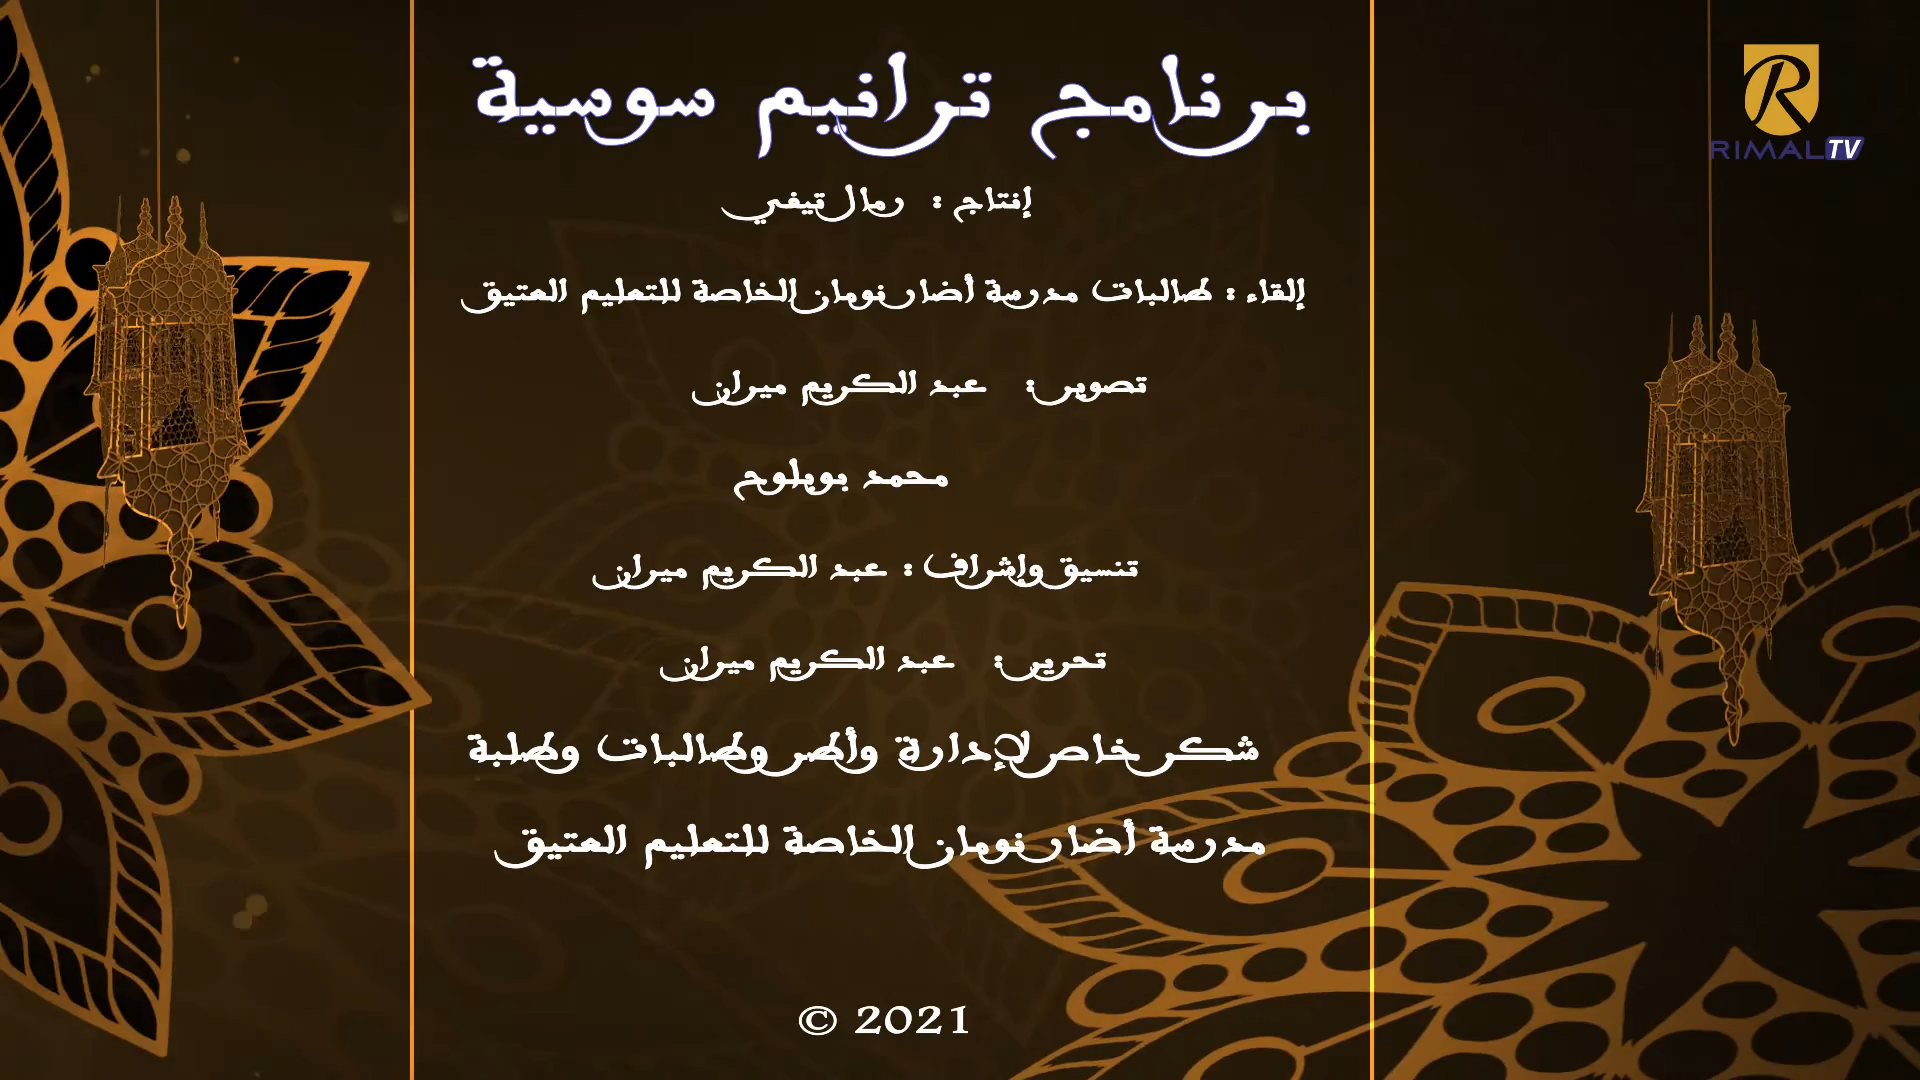 برنامج ترانيم سوسية
RIMAL TV
إنتاج : رمال تيفي
إلقاء : طالبات مدرسة أضار نومان الخاصة للتعليم العتيق
تصوير: عبد الكريم ميران
محمد بويلوح
تنسيق وإشراف : عبد الكريم ميران
تحرير: عبد الكريم ميران
شكر خاص لإدارة وأطر وطالبات وطلبة
مدرسة أضار نومان الخاصة للتعليم العتيق
© 2021